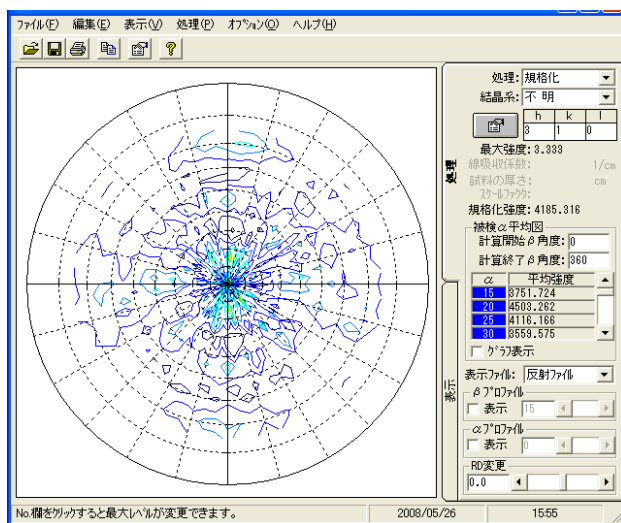 ファイル(F) 編集(E) 表示(V) 処理(P) オプション(O) ヘルプ(H)
処理: 規格化
結晶系: 不 明
h k l
3 1 0
最大強度: 3.333
線吸収係数: 1/cm
試料の厚さ: cm
スケールファクタ:
規格化強度: 4185.316
被検α平均図
計算開始β角度: 0
計算終了β角度: 360
α 平均強度
15 3751.724
20 4503.262
25 4116.166
30 3559.575
グラフ表示
表示ファイル: 反射ファイル
βプロファイル
表示 15
αプロファイル
表示 0
RD変更
0.0
処理
表示
No.欄をクリックすると最大レベルが変更できます。 2008/05/26 15:55